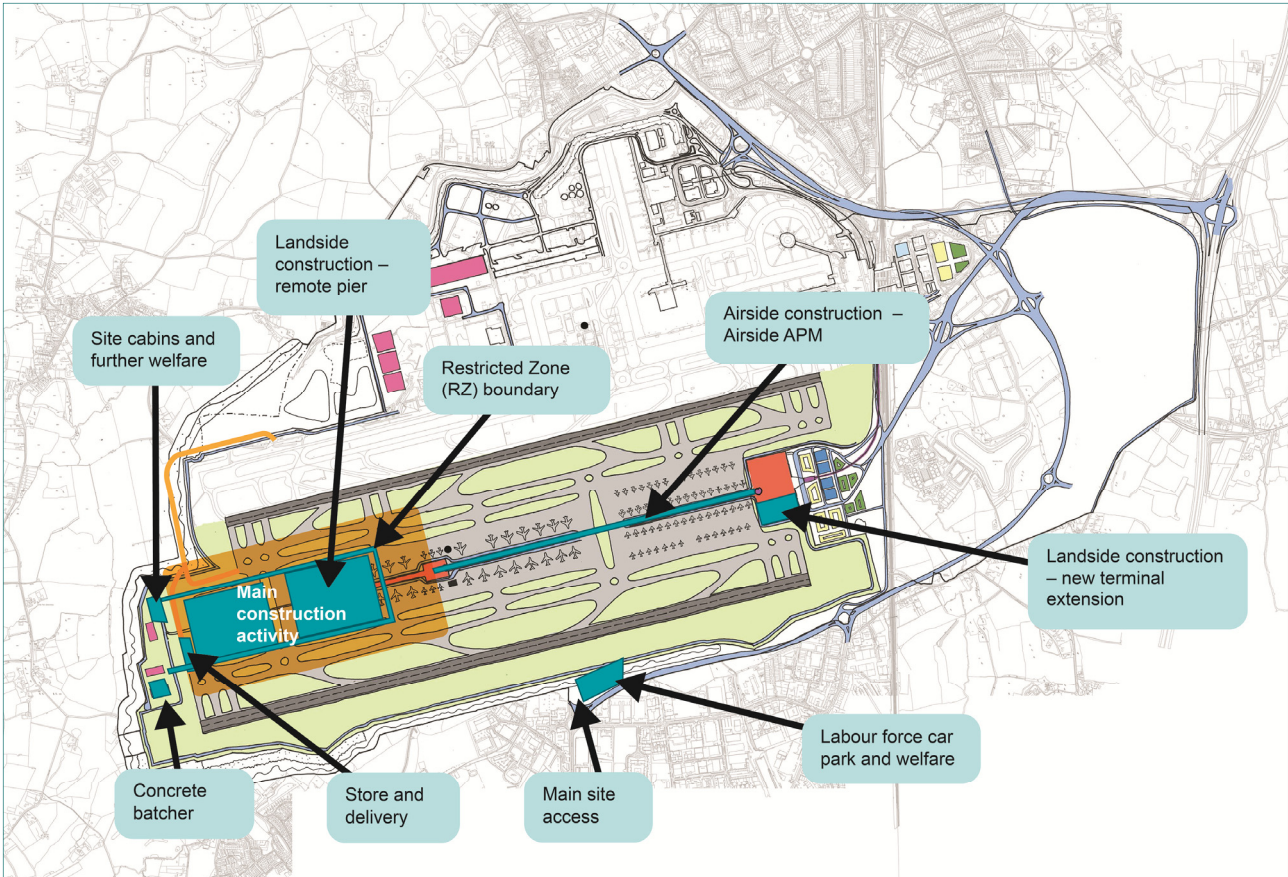 Landside
construction –
remote pier
Site cabins and
further welfare
Restricted Zone
(RZ) boundary
Airside construction –
Airside APM
Main
construction
activity
Landside construction
– new terminal
extension
Labour force car
park and welfare
Concrete
batcher
Store and
delivery
Main site
access